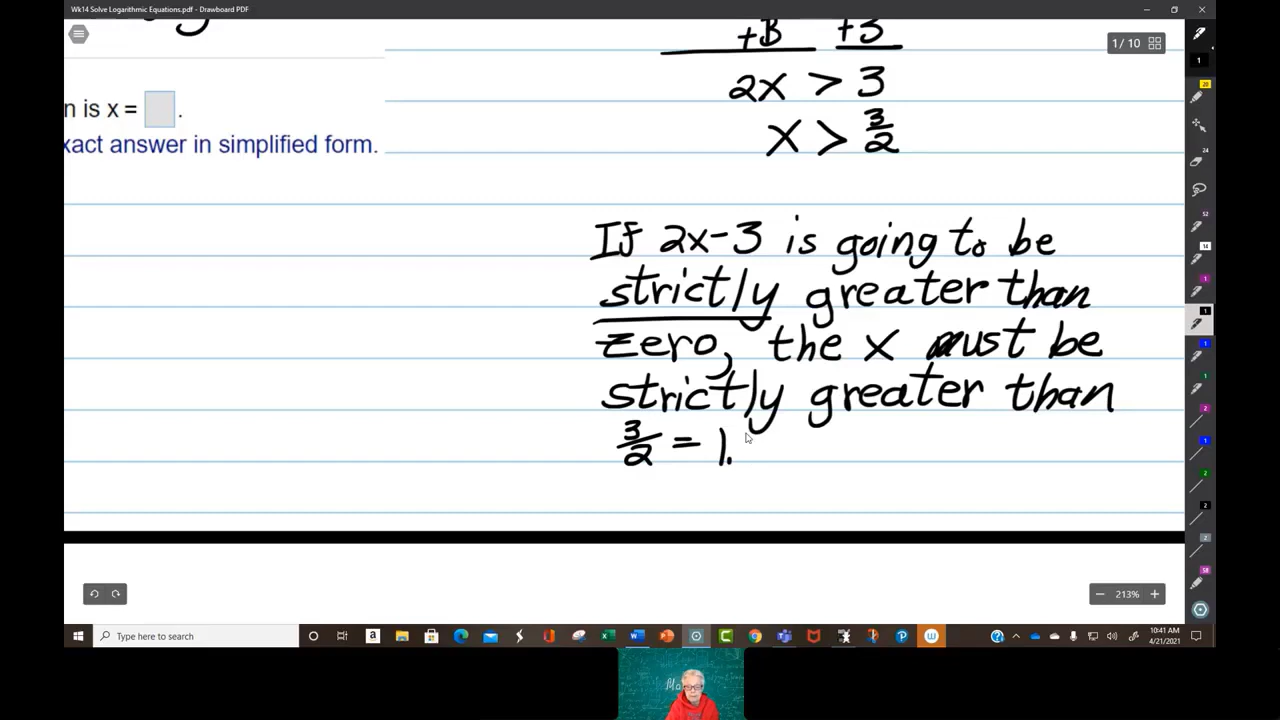 Wk14 Solve Logarithmic Equations.pdf - Drawboard PDF
+3 +3
1 / 10
2x > 3
n is x = .
x > 3/2
xact answer in simplified form.
If 2x-3 is going to be
strictly greater than
zero, the x must be
strictly greater than
3/2 = 1.
213%
Type here to search
10:41 AM
4/21/2021